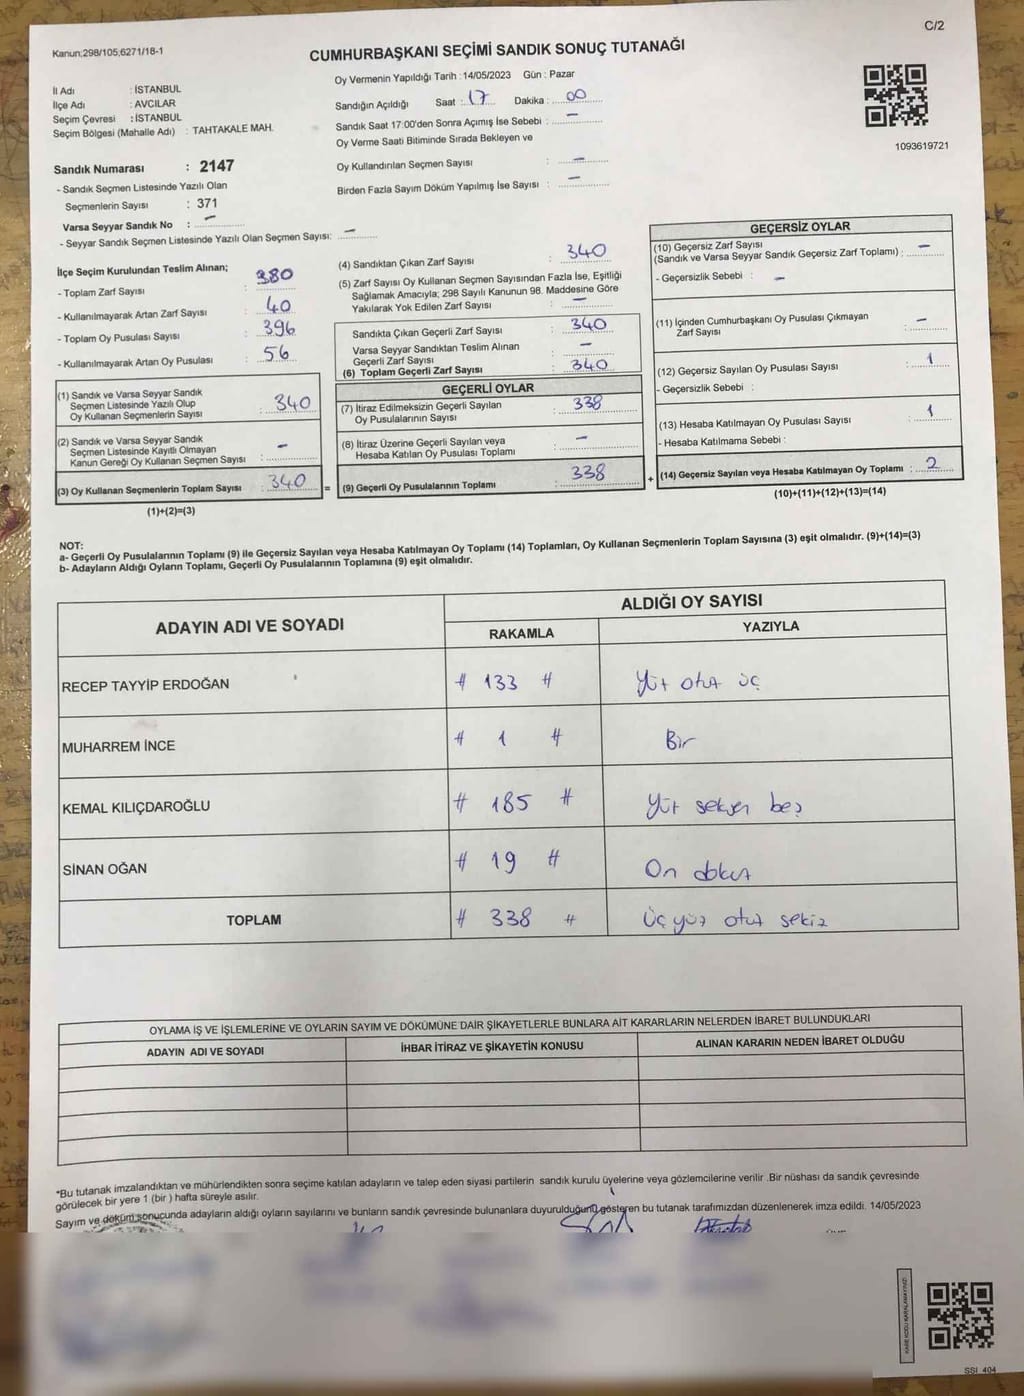 C/2
Kanun;298/105,6271/18-1
CUMHURBAŞKANI SEÇİMİ SANDIK SONUÇ TUTANAĞI
Oy Vermenin Yapıldığı Tarih : 14/05/2023 Gün : Pazar
İl Adı : İSTANBUL
İlçe Adı : AVCILAR
Seçim Çevresi : İSTANBUL
Seçim Bölgesi (Mahalle Adı) : TAHTAKALE MAH.
Sandığın Açıldığı Saat : 17 Dakika : 00
Sandık Saat 17:00'den Sonra Açımış İse Sebebi : —
Oy Verme Saati Bitiminde Sırada Bekleyen ve
Oy Kullandırılan Seçmen Sayısı : —
Birden Fazla Sayım Döküm Yapılmış İse Sayısı : —
1093619721
Sandık Numarası : 2147
- Sandık Seçmen Listesinde Yazılı Olan
Seçmenlerin Sayısı : 371
Varsa Seyyar Sandık No : —
- Seyyar Sandık Seçmen Listesinde Yazılı Olan Seçmen Sayısı: —
İlçe Seçim Kurulundan Teslim Alınan;
- Toplam Zarf Sayısı : 380
- Kullanılmayarak Artan Zarf Sayısı : 40
- Toplam Oy Pusulası Sayısı : 396
- Kullanılmayarak Artan Oy Pusulası : 56
(1) Sandık ve Varsa Seyyar Sandık
Seçmen Listesinde Yazılı Olup
Oy Kullanan Seçmenlerin Sayısı : 340
(2) Sandık ve Varsa Seyyar Sandık
Seçmen Listesinde Kayıtlı Olmayan
Kanun Gereği Oy Kullanan Seçmen Sayısı : —
(3) Oy Kullanan Seçmenlerin Toplam Sayısı : 340 =
(1)+(2)=(3)
(4) Sandıktan Çıkan Zarf Sayısı : 340
(5) Zarf Sayısı Oy Kullanan Seçmen Sayısından Fazla İse, Eşitliği
Sağlamak Amacıyla; 298 Sayılı Kanunun 98. Maddesine Göre
Yakılarak Yok Edilen Zarf Sayısı : —
Sandıkta Çıkan Geçerli Zarf Sayısı : 340
Varsa Seyyar Sandıktan Teslim Alınan
Geçerli Zarf Sayısı : —
(6) Toplam Geçerli Zarf Sayısı : 340
GEÇERLİ OYLAR
(7) İtiraz Edilmeksizin Geçerli Sayılan
Oy Pusulalarının Sayısı : 338
(8) İtiraz Üzerine Geçerli Sayılan veya
Hesaba Katılan Oy Pusulası Toplamı : —
(9) Geçerli Oy Pusulalarının Toplamı : 338 +
GEÇERSİZ OYLAR
(10) Geçersiz Zarf Sayısı
(Sandık ve Varsa Seyyar Sandık Geçersiz Zarf Toplamı) : —
- Geçersizlik Sebebi : —
(11) İçinden Cumhurbaşkanı Oy Pusulası Çıkmayan
Zarf Sayısı : —
(12) Geçersiz Sayılan Oy Pusulası Sayısı : 1
- Geçersizlik Sebebi :
(13) Hesaba Katılmayan Oy Pusulası Sayısı : 1
- Hesaba Katılmama Sebebi :
(14) Geçersiz Sayılan veya Hesaba Katılmayan Oy Toplamı : 2
(10)+(11)+(12)+(13)=(14)
NOT:
a- Geçerli Oy Pusulalarının Toplamı (9) ile Geçersiz Sayılan veya Hesaba Katılmayan Oy Toplamı (14) Toplamları, Oy Kullanan Seçmenlerin Toplam Sayısına (3) eşit olmalıdır. (9)+(14)=(3)
b- Adayların Aldığı Oyların Toplamı, Geçerli Oy Pusulalarının Toplamına (9) eşit olmalıdır.
ADAYIN ADI VE SOYADI
ALDIĞI OY SAYISI
RAKAMLA YAZIYLA
RECEP TAYYİP ERDOĞAN # 133 # Yüz otuz üç
MUHARREM İNCE # 1 # Bir
KEMAL KILIÇDAROĞLU # 185 # Yüz seksen beş
SİNAN OĞAN # 19 # On dokuz
TOPLAM # 338 # Üç yüz otuz sekiz
OYLAMA İŞ VE İŞLEMLERİNE VE OYLARIN SAYIM VE DÖKÜMÜNE DAİR ŞİKAYETLERLE BUNLARA AİT KARARLARIN NELERDEN İBARET BULUNDUKLARI
ADAYIN ADI VE SOYADI İHBAR İTİRAZ VE ŞİKAYETİN KONUSU ALINAN KARARIN NEDEN İBARET OLDUĞU
*Bu tutanak imzalandıktan ve mühürlendikten sonra seçime katılan adayların ve talep eden siyasi partilerin sandık kurulu üyelerine veya gözlemcilerine verilir .Bir nüshası da sandık çevresinde
görülecek bir yere 1 (bir ) hafta süreyle asılır.
Sayım ve döküm sonucunda adayların aldığı oyların sayılarını ve bunların sandık çevresinde bulunanlara duyurulduğunu gösteren bu tutanak tarafımızdan düzenlenerek imza edildi. 14/05/2023
KARE KODU KARALAMAYINIZ!
SSİ_404